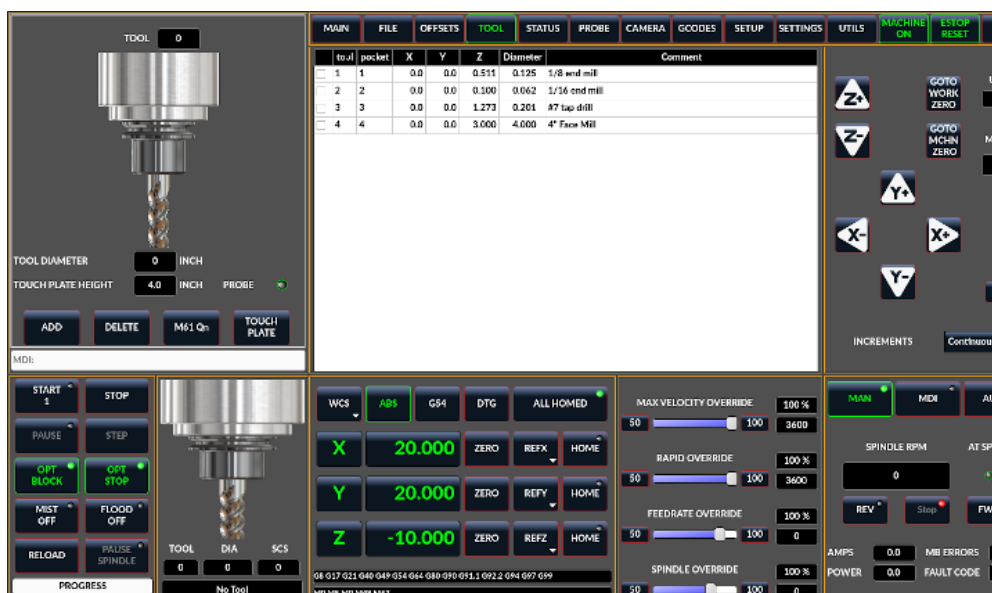 TOOL 0
MAIN FILE OFFSETS TOOL STATUS PROBE CAMERA GCODES SETUP SETTINGS UTILS MACHINE ON ESTOP RESET
tool pocket X Y Z Diameter Comment
1 1 0.0 0.0 0.511 0.125 1/8 end mill
2 2 0.0 0.0 0.100 0.062 1/16 end mill
3 3 0.0 0.0 1.273 0.201 #7 tap drill
4 4 0.0 0.0 3.000 4.000 4" Face Mill
TOOL DIAMETER 0 INCH
TOUCH PLATE HEIGHT 4.0 INCH PROBE
ADD DELETE M61 Qn TOUCH PLATE
MDI:
Z+
GOTO WORK ZERO
Z-
GOTO MCHN ZERO
Y+
X-
X+
Y-
INCREMENTS Continuou
START 1
STOP
PAUSE
STEP
OPT BLOCK
OPT STOP
MIST OFF
FLOOD OFF
RELOAD
PAUSE SPINDLE
PROGRESS
TOOL DIA SCS
0 0 0
No Tool
WCS ABS G54 DTG ALL HOMED
X 20.000 ZERO REFX HOME
Y 20.000 ZERO REFY HOME
Z -10.000 ZERO REFZ HOME
G8 G17 G21 G40 G49 G54 G64 G80 G90 G91.1 G92.2 G94 G97 G99
MAX VELOCITY OVERRIDE 100 %
50 100 3600
RAPID OVERRIDE 100 %
50 100 3600
FEEDRATE OVERRIDE 100 %
50 100 0
SPINDLE OVERRIDE 100 %
50 100 0
MAN MDI AU
SPINDLE RPM AT SP
0
REV Stop FW
AMPS 0.0 MB ERRORS
POWER 0.0 FAULT CODE